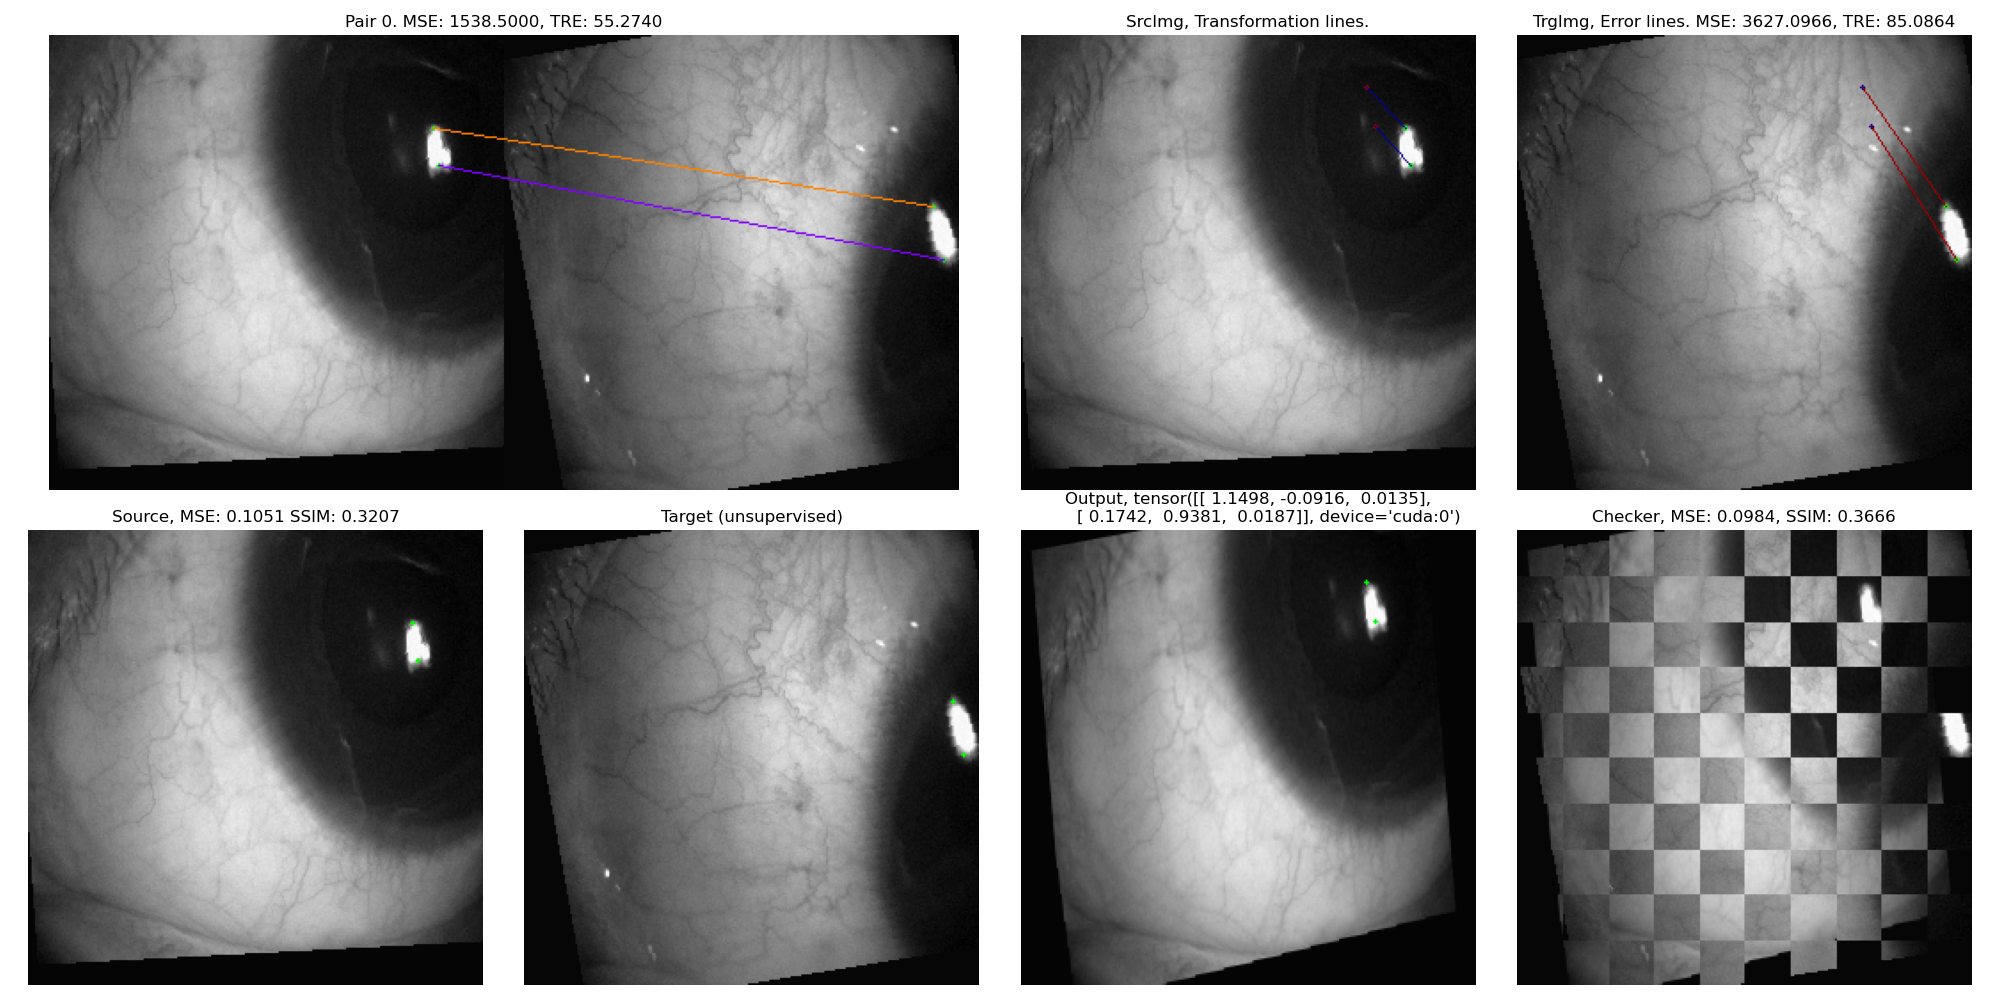 Pair 0. MSE: 1538.5000, TRE: 55.2740
SrcImg, Transformation lines.
TrgImg, Error lines. MSE: 3627.0966, TRE: 85.0864
Source, MSE: 0.1051 SSIM: 0.3207
Target (unsupervised)
Output, tensor([[ 1.1498, -0.0916,  0.0135],
[ 0.1742,  0.9381,  0.0187]], device='cuda:0')
Checker, MSE: 0.0984, SSIM: 0.3666